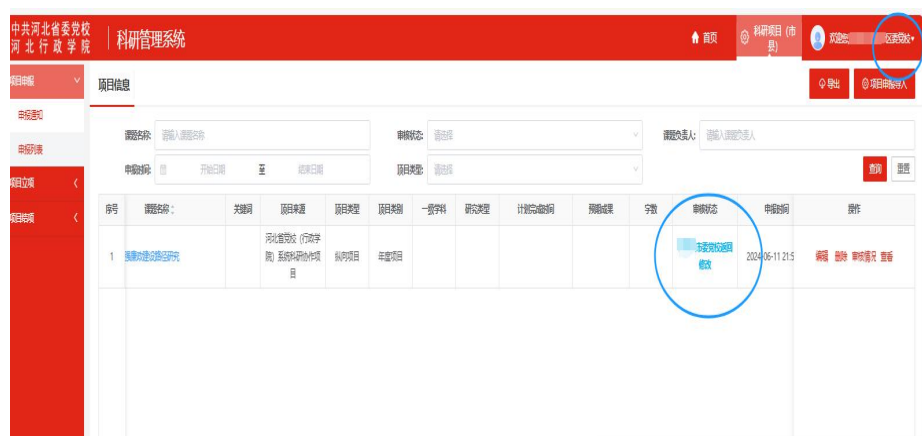 中共河北省委党校
河北行政学院
科研管理系统
首页
科研项目（市
县）
欢迎您
区委党校
项目申报
项目信息
导出
项目申报导入
申报通知
申报列表
项目立项
项目结项
课题名称: 请输入课题名称
审核状态: 请选择
课题负责人: 请输入课题负责人
申报时间: 开始日期 至 结束日期
项目类型: 请选择
查询 重置
序号 课题名称 关键词 项目来源 项目类型 项目类别 一级学科 研究类型 计划完成时间 预期成果 字数 审核状态 申报时间 操作
河北省党校（行政学
院）系统科研协作项
目
1
建设路径研究
纵向项目 年度项目
市委党校返回
修改
2024-06-11 21:5
编辑 删除 审核情况 查看